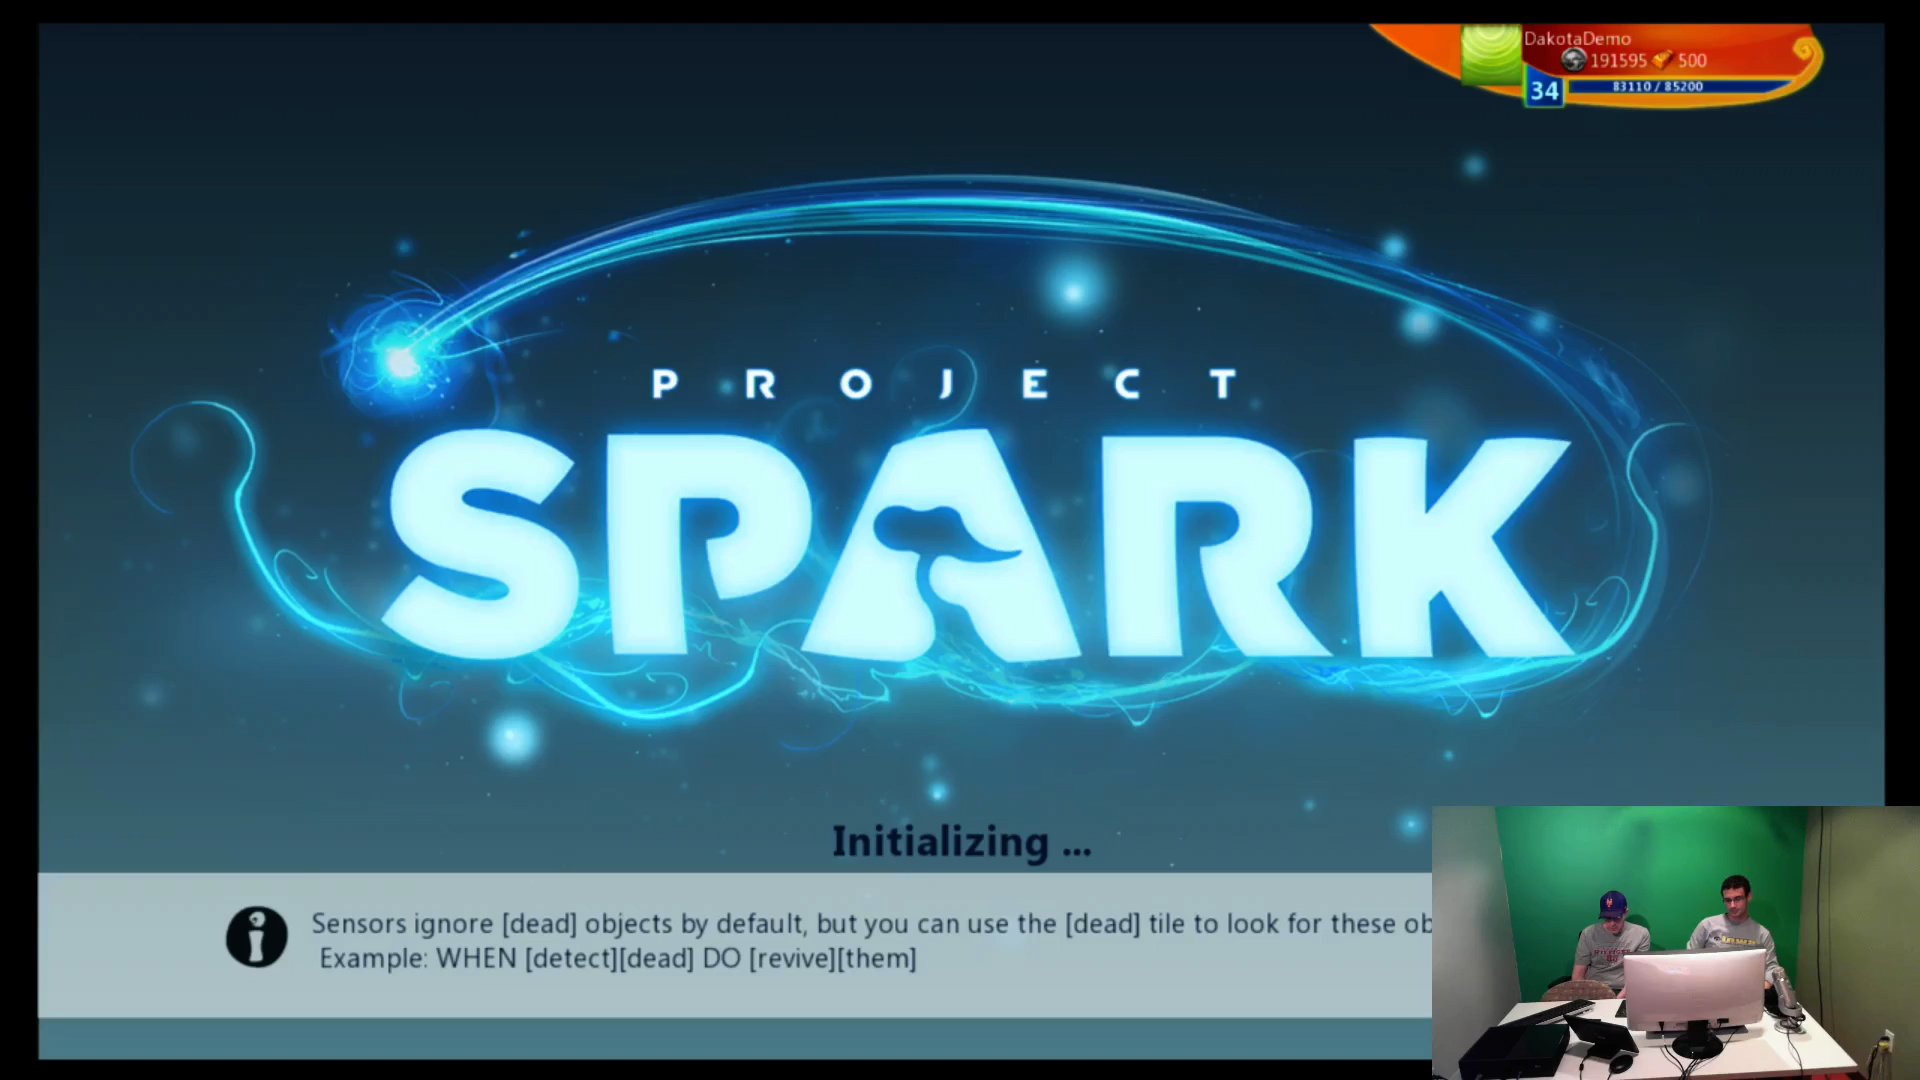 DakotaDemo
191595 500
34 83110 / 85200
PROJECT
SPARK
Initializing ...
Sensors ignore [dead] objects by default, but you can use the [dead] tile to look for these ob
Example: WHEN [detect][dead] DO [revive][them]